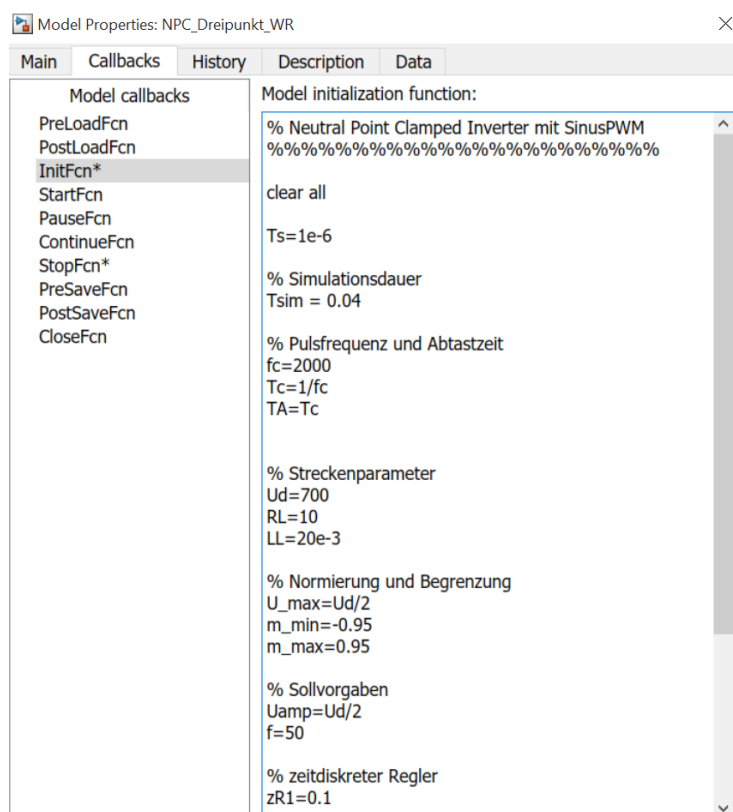 Model Properties: NPC_Dreipunkt_WR
Main Callbacks History Description Data
Model callbacks
PreLoadFcn
PostLoadFcn
InitFcn*
StartFcn
PauseFcn
ContinueFcn
StopFcn*
PreSaveFcn
PostSaveFcn
CloseFcn
Model initialization function:
% Neutral Point Clamped Inverter mit SinusPWM
%%%%%%%%%%%%%%%%%%%%%%%
clear all
Ts=1e-6
% Simulationsdauer
Tsim = 0.04
% Pulsfrequenz und Abtastzeit
fc=2000
Tc=1/fc
TA=Tc
% Streckenparameter
Ud=700
RL=10
LL=20e-3
% Normierung und Begrenzung
U_max=Ud/2
m_min=-0.95
m_max=0.95
% Sollvorgaben
Uamp=Ud/2
f=50
% zeitdiskreter Regler
zR1=0.1